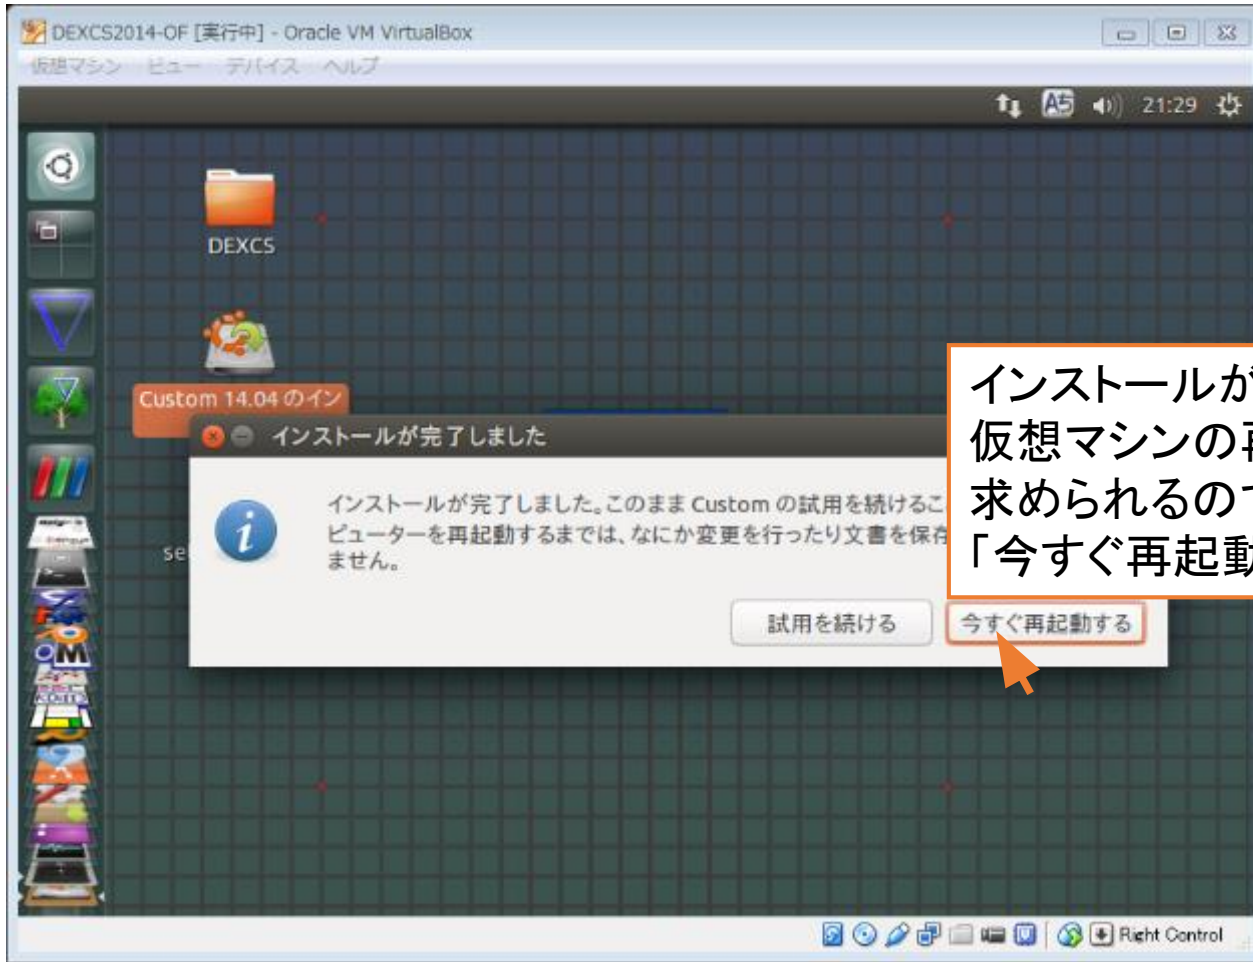 DEXCS2014-OF [実行中] - Oracle VM VirtualBox
仮想マシン ビュー デバイス ヘルプ
21:29
DEXCS
Custom 14.04 のイン
インストールが完了しました
インストールが完了しました。このまま Custom の試用を続けるこ
ピューターを再起動するまでは、なにか変更を行ったり文書を保存
ません。
se
試用を続ける
今すぐ再起動する
インストールが
仮想マシンの
求められるので
「今すぐ再起動
Right Control